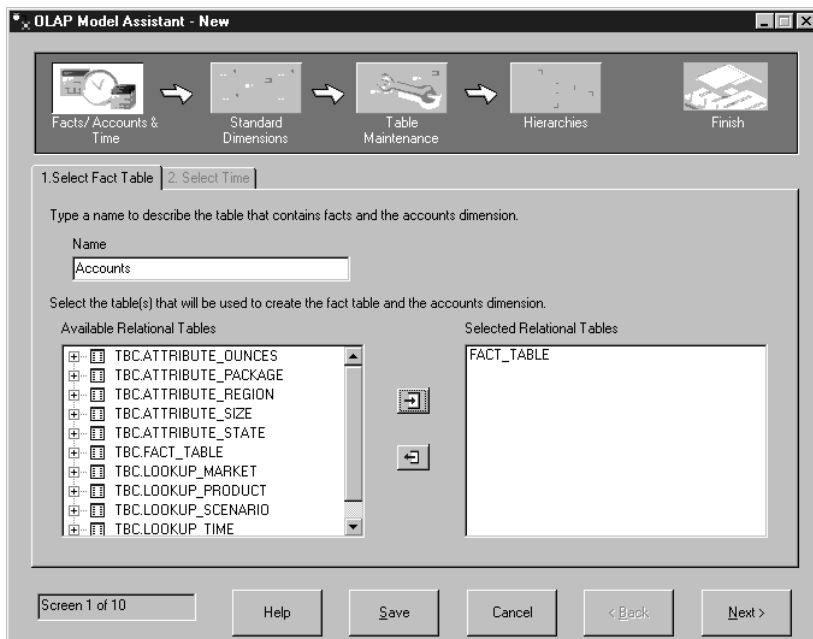 OLAP Model Assistant - New
Facts/ Accounts &
Time
Standard
Dimensions
Table
Maintenance
Hierarchies
Finish
1.Select Fact Table
2. Select Time
Type a name to describe the table that contains facts and the accounts dimension.
Name
Accounts
Select the table(s) that will be used to create the fact table and the accounts dimension.
Available Relational Tables
TBC.ATTRIBUTE_OUNCES
TBC.ATTRIBUTE_PACKAGE
TBC.ATTRIBUTE_REGION
TBC.ATTRIBUTE_SIZE
TBC.ATTRIBUTE_STATE
TBC.FACT_TABLE
TBC.LOOKUP_MARKET
TBC.LOOKUP_PRODUCT
TBC.LOOKUP_SCENARIO
TBC.LOOKUP_TIME
Selected Relational Tables
FACT_TABLE
Screen 1 of 10
Help
Save
Cancel
< Back
Next >